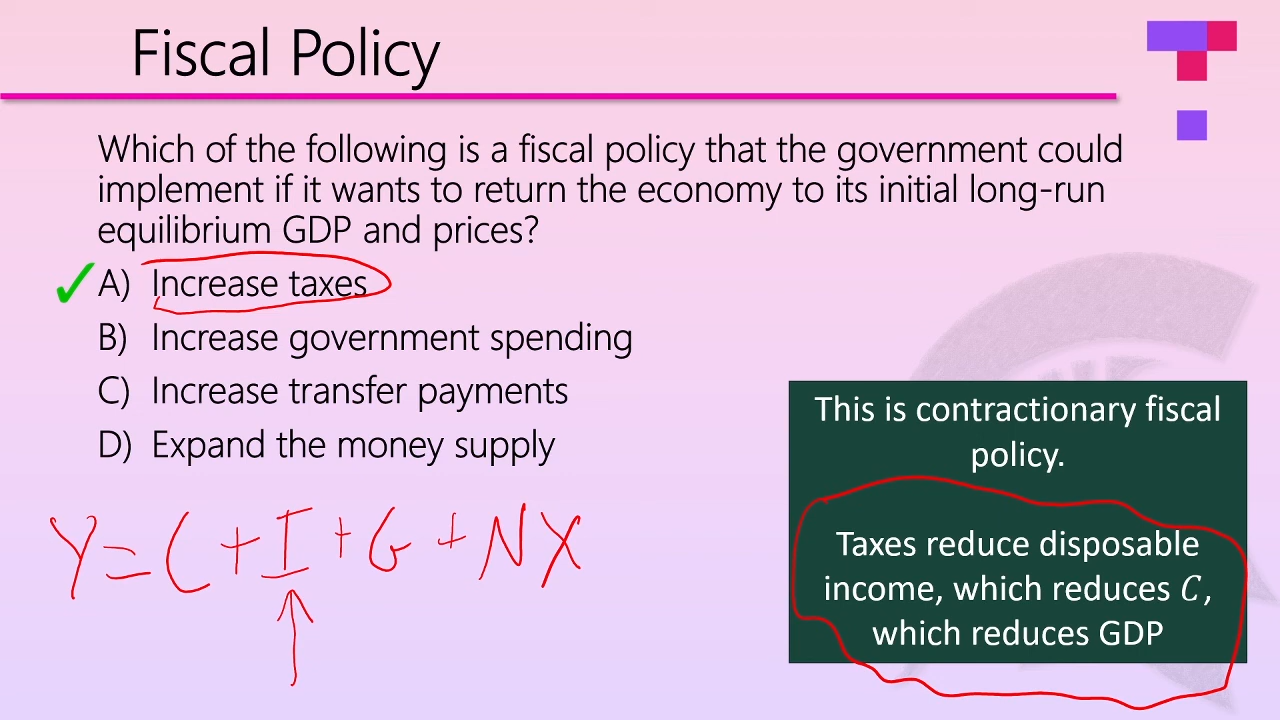 Fiscal Policy
Which of the following is a fiscal policy that the government could
implement if it wants to return the economy to its initial long-run
equilibrium GDP and prices?
A) Increase taxes
B) Increase government spending
C) Increase transfer payments
D) Expand the money supply
This is contractionary fiscal
policy.
Taxes reduce disposable
income, which reduces C,
which reduces GDP
Y = C + I + G + NX